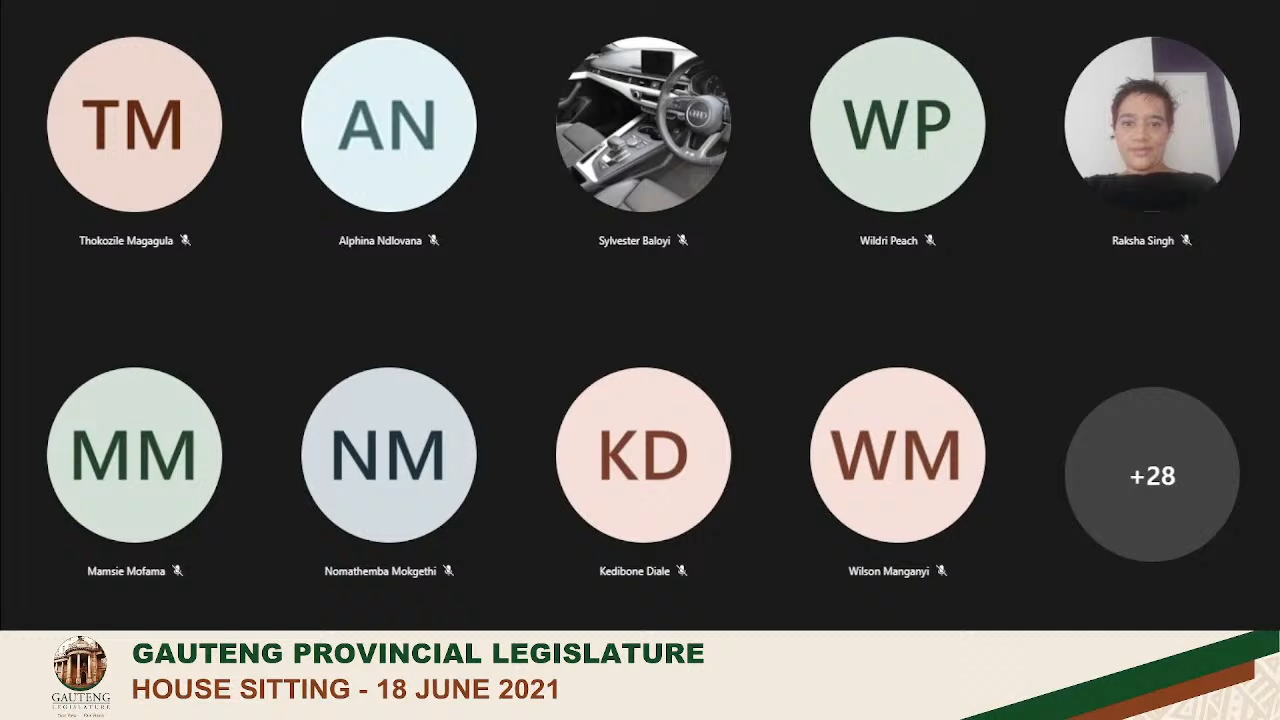 TM
AN
WP
Thokozile Magagula
Alphina Ndlovana
Sylvester Baloyi
Wildri Peach
Raksha Singh
MM
NM
KD
WM
+28
Mamsie Mofama
Nomathemba Mokgethi
Kedibone Diale
Wilson Manganyi
GAUTENG PROVINCIAL LEGISLATURE
HOUSE SITTING - 18 JUNE 2021
GAUTENG
LEGISLATURE